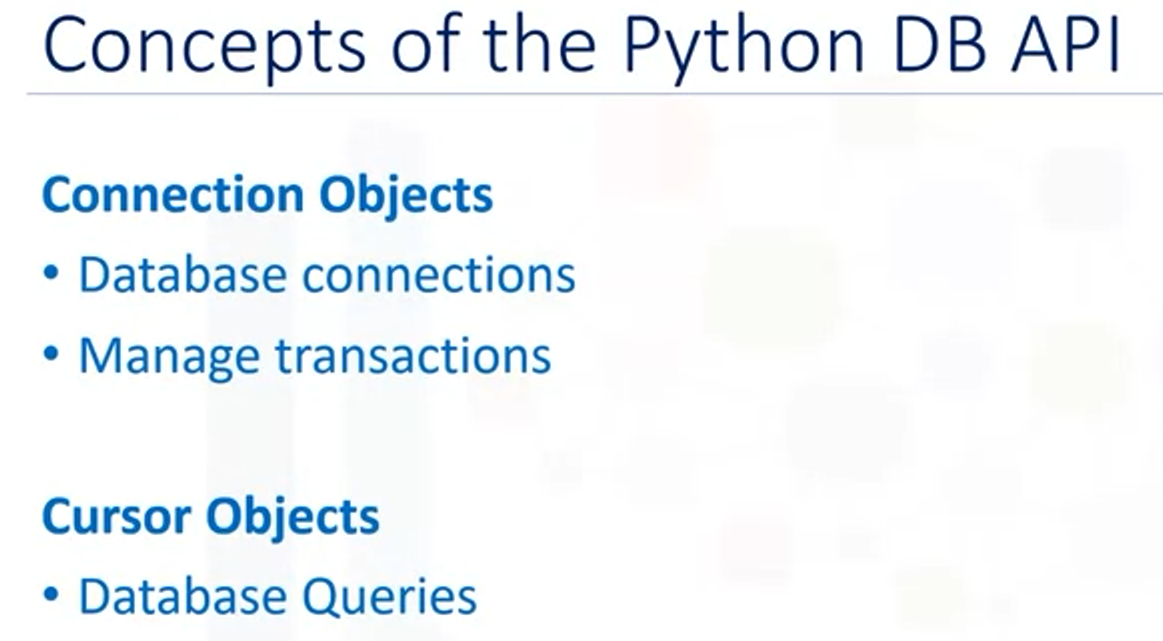 Concepts of the Python DB API
Connection Objects
• Database connections
• Manage transactions
Cursor Objects
• Database Queries